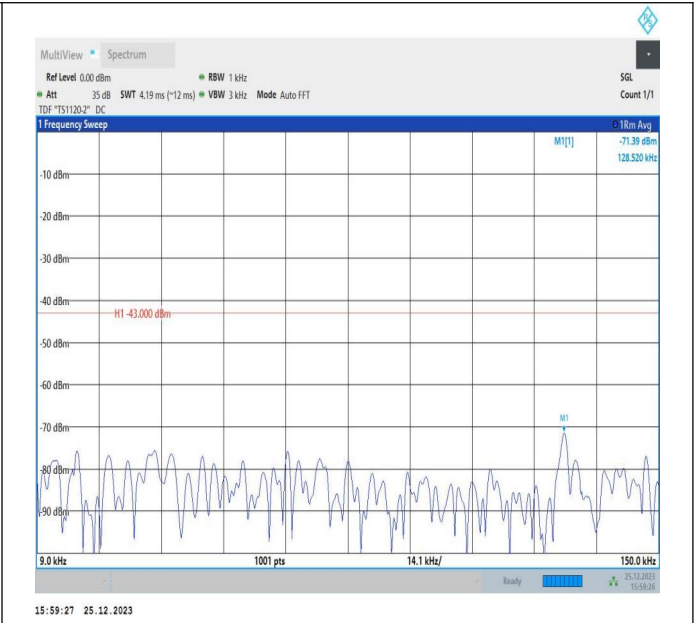 R&S
MultiView Spectrum
Ref Level 0.00 dBm RBW 1 kHz SGL
Att 35 dB SWT 4.19 ms (~12 ms) VBW 3 kHz Mode Auto FFT Count 1/1
TDF "TS1120-2" DC
1 Frequency Sweep 1Rm Avg
M1[1] -71.39 dBm
128.520 kHz
-10 dBm
-20 dBm
-30 dBm
-40 dBm
H1 -43.000 dBm
-50 dBm
-60 dBm
-70 dBm
M1
-80 dBm
-90 dBm
9.0 kHz 1001 pts 14.1 kHz/ 150.0 kHz
Ready 25.12.2023
15:59:26
15:59:27 25.12.2023